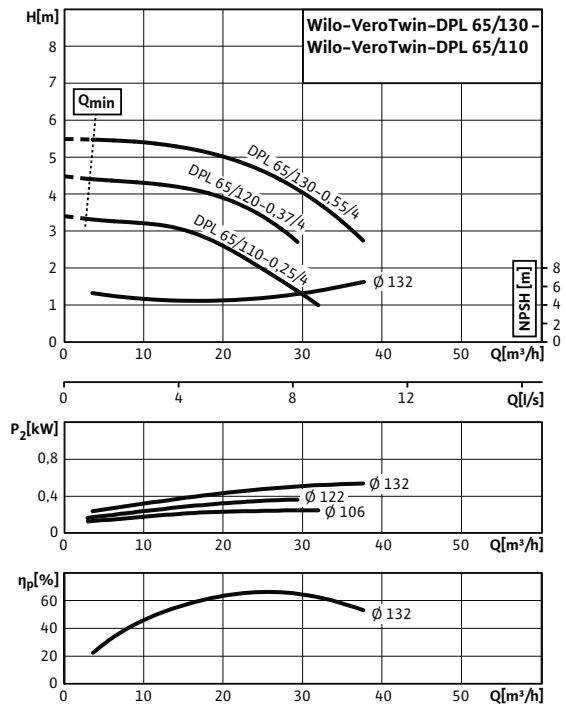 H[m]
Wilo-VeroTwin-DPL 65/130 -
Wilo-VeroTwin-DPL 65/110
8
7
6
5
4
3
2
1
0
Qmin
DPL 65/130-0.55/4
DPL 65/120-0.37/4
DPL 65/110-0,25/4
Ø 132
NPSH [m]
8
6
4
2
0
0 10 20 30 40 50 Q[m³/h]
0 4 8 12 Q[l/s]
P2[kW]
0,8
0,4
0
Ø 132
Ø 122
Ø 106
0 10 20 30 40 50 Q[m³/h]
ηp[%]
60
40
20
0
Ø 132
0 10 20 30 40 50 Q[m³/h]